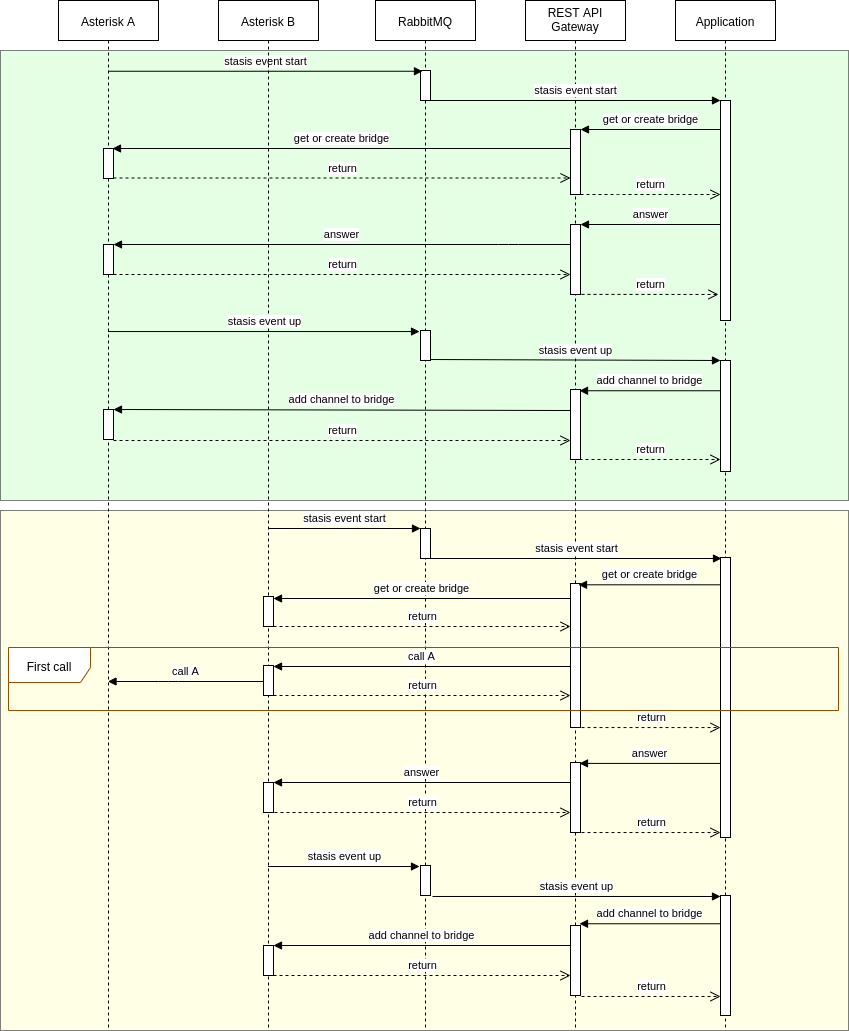 Asterisk A
Asterisk B
RabbitMQ
REST API
Gateway
Application
stasis event start
stasis event start
get or create bridge
get or create bridge
return
return
answer
answer
return
return
stasis event up
stasis event up
add channel to bridge
add channel to bridge
return
return
stasis event start
stasis event start
get or create bridge
get or create bridge
return
First call
call A
call A
return
return
answer
answer
return
return
stasis event up
stasis event up
add channel to bridge
add channel to bridge
return
return